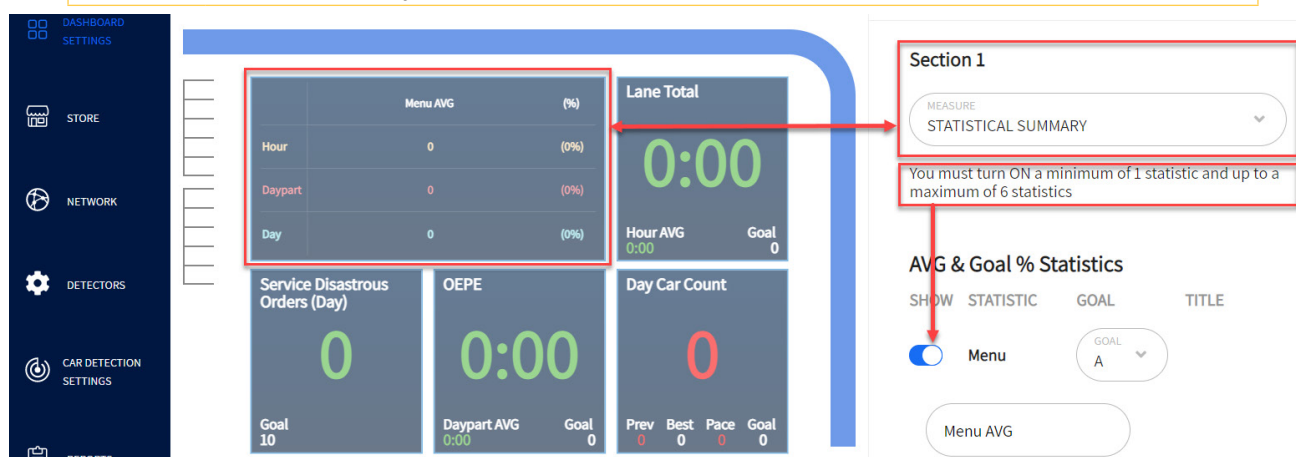 DASHBOARD
SETTINGS
STORE
NETWORK
DETECTORS
CAR DETECTION
SETTINGS
Menu AVG (%)
Hour 0 (0%)
Daypart 0 (0%)
Day 0 (0%)
Lane Total
0:00
Hour AVG Goal
0:00 0
Service Disastrous
Orders (Day)
0
Goal
10
OEPE
0:00
Daypart AVG Goal
0:00 0
Day Car Count
0
Prev Best Pace Goal
0 0 0 0
Section 1
MEASURE
STATISTICAL SUMMARY
You must turn ON a minimum of 1 statistic and up to a
maximum of 6 statistics
AVG & Goal % Statistics
SHOW STATISTIC GOAL TITLE
Menu
GOAL
A
Menu AVG